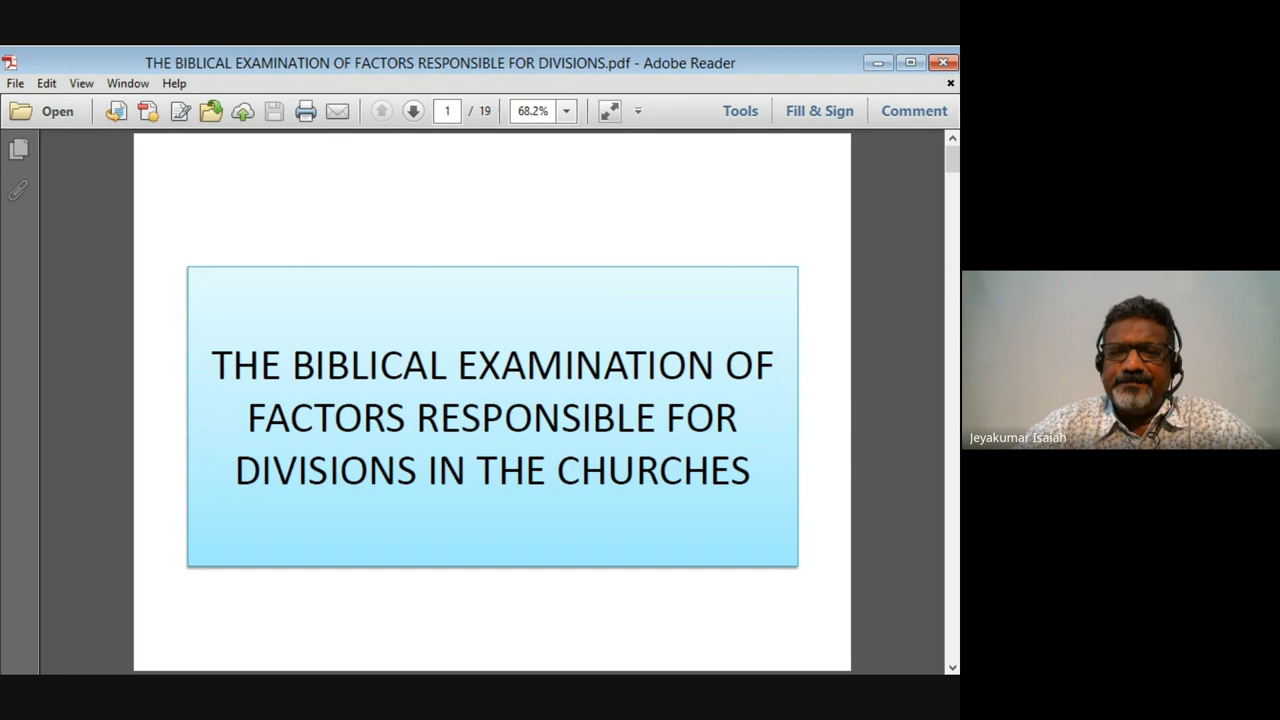 THE BIBLICAL EXAMINATION OF FACTORS RESPONSIBLE FOR DIVISIONS.pdf - Adobe Reader
File Edit View Window Help
Open 1 / 19 68.2% Tools Fill & Sign Comment
THE BIBLICAL EXAMINATION OF
FACTORS RESPONSIBLE FOR
DIVISIONS IN THE CHURCHES
Jeyakumar Isaiah